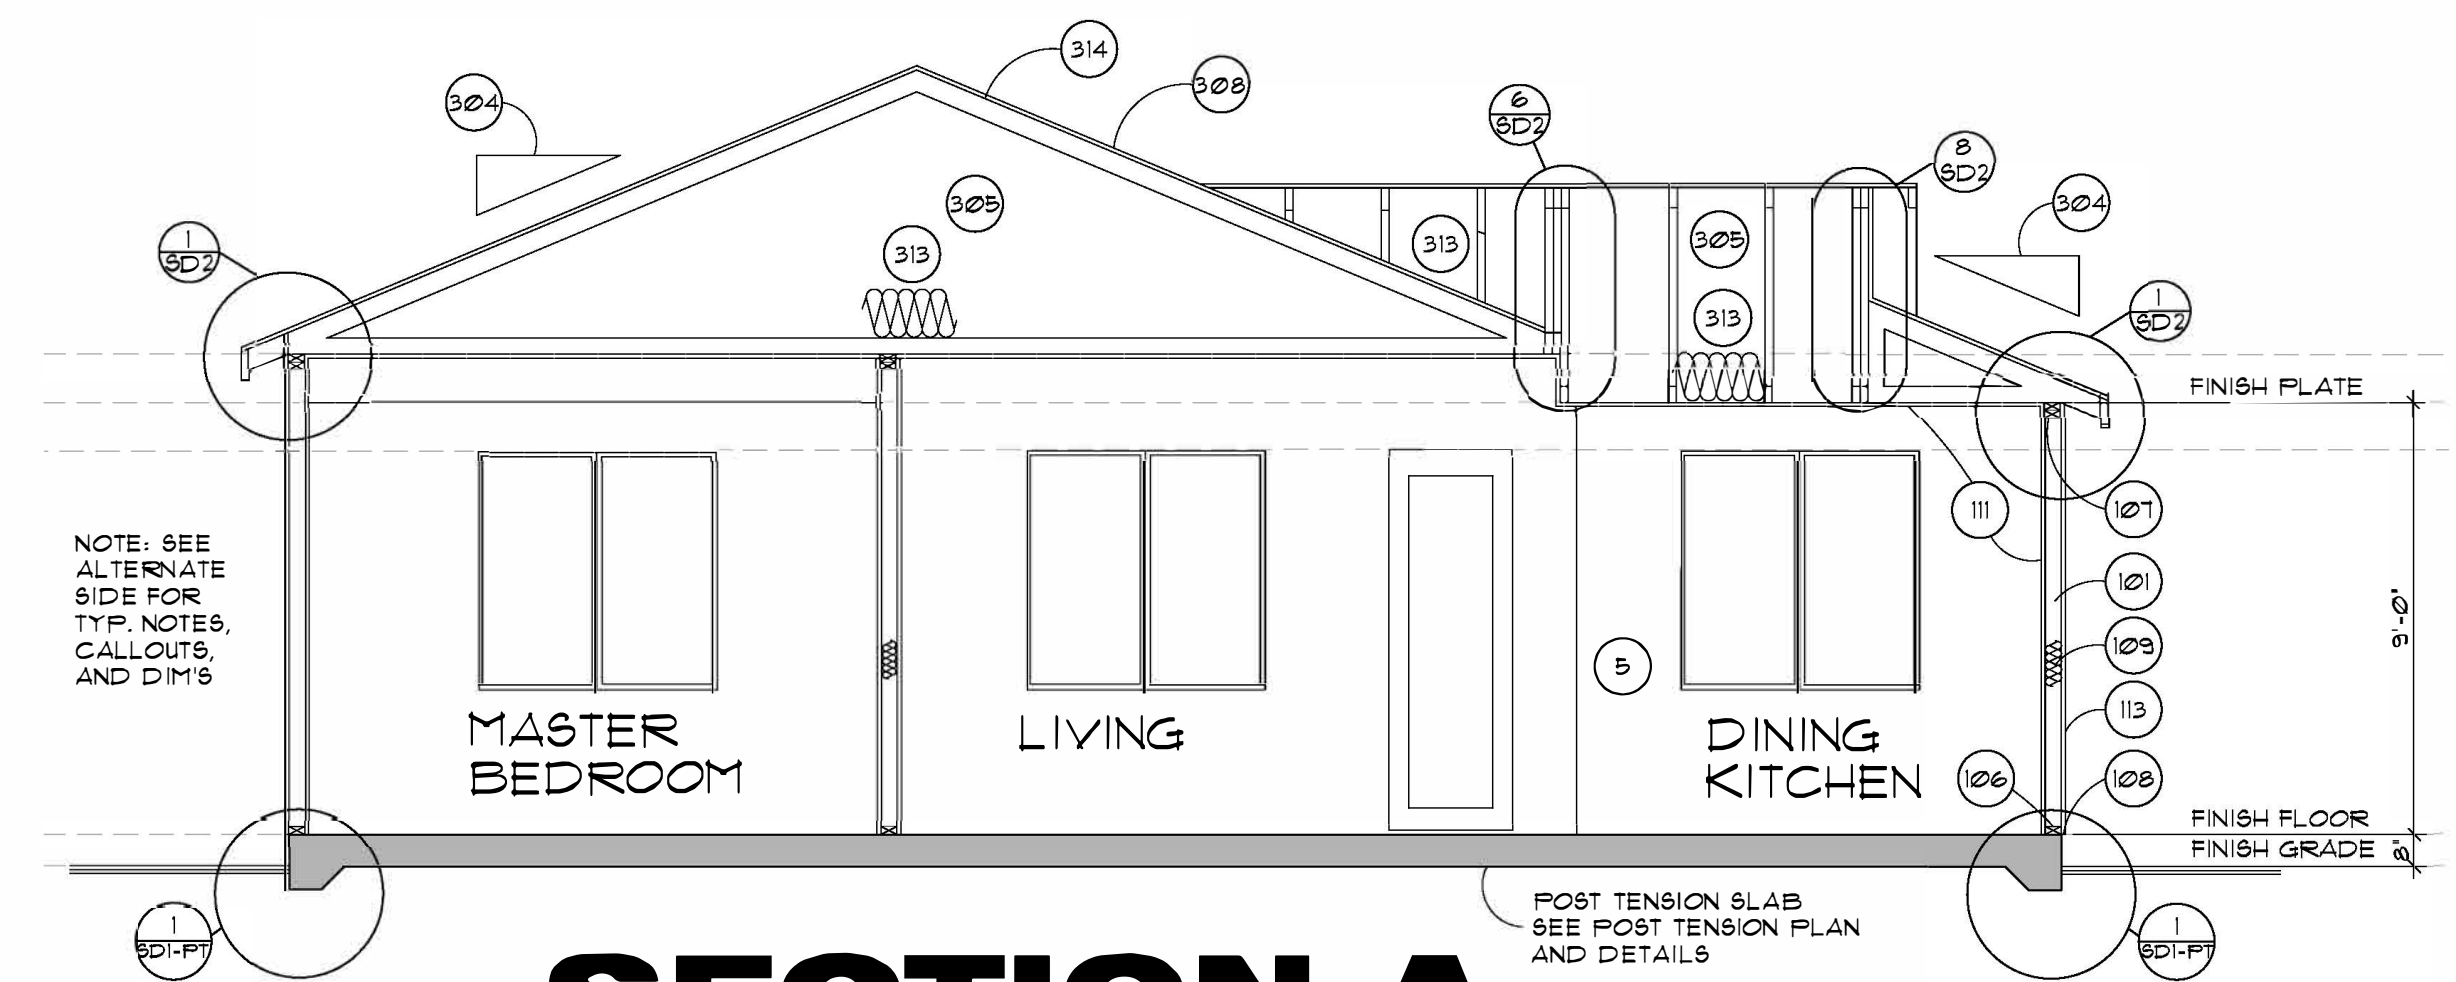 314
304
308
6
SD2
8
SD2
305
304
1
SD2
313
313
305
313
1
SD2
FINISH PLATE
111
107
NOTE: SEE
ALTERNATE
SIDE FOR
TYP. NOTES,
CALLOUTS,
AND DIM'S
101
9'-0"
109
5
113
MASTER
BEDROOM
LIVING
DINING
KITCHEN
106
108
FINISH FLOOR
FINISH GRADE
8"
POST TENSION SLAB
SEE POST TENSION PLAN
AND DETAILS
1
SD1-PT
1
SD1-PT
SECTION A